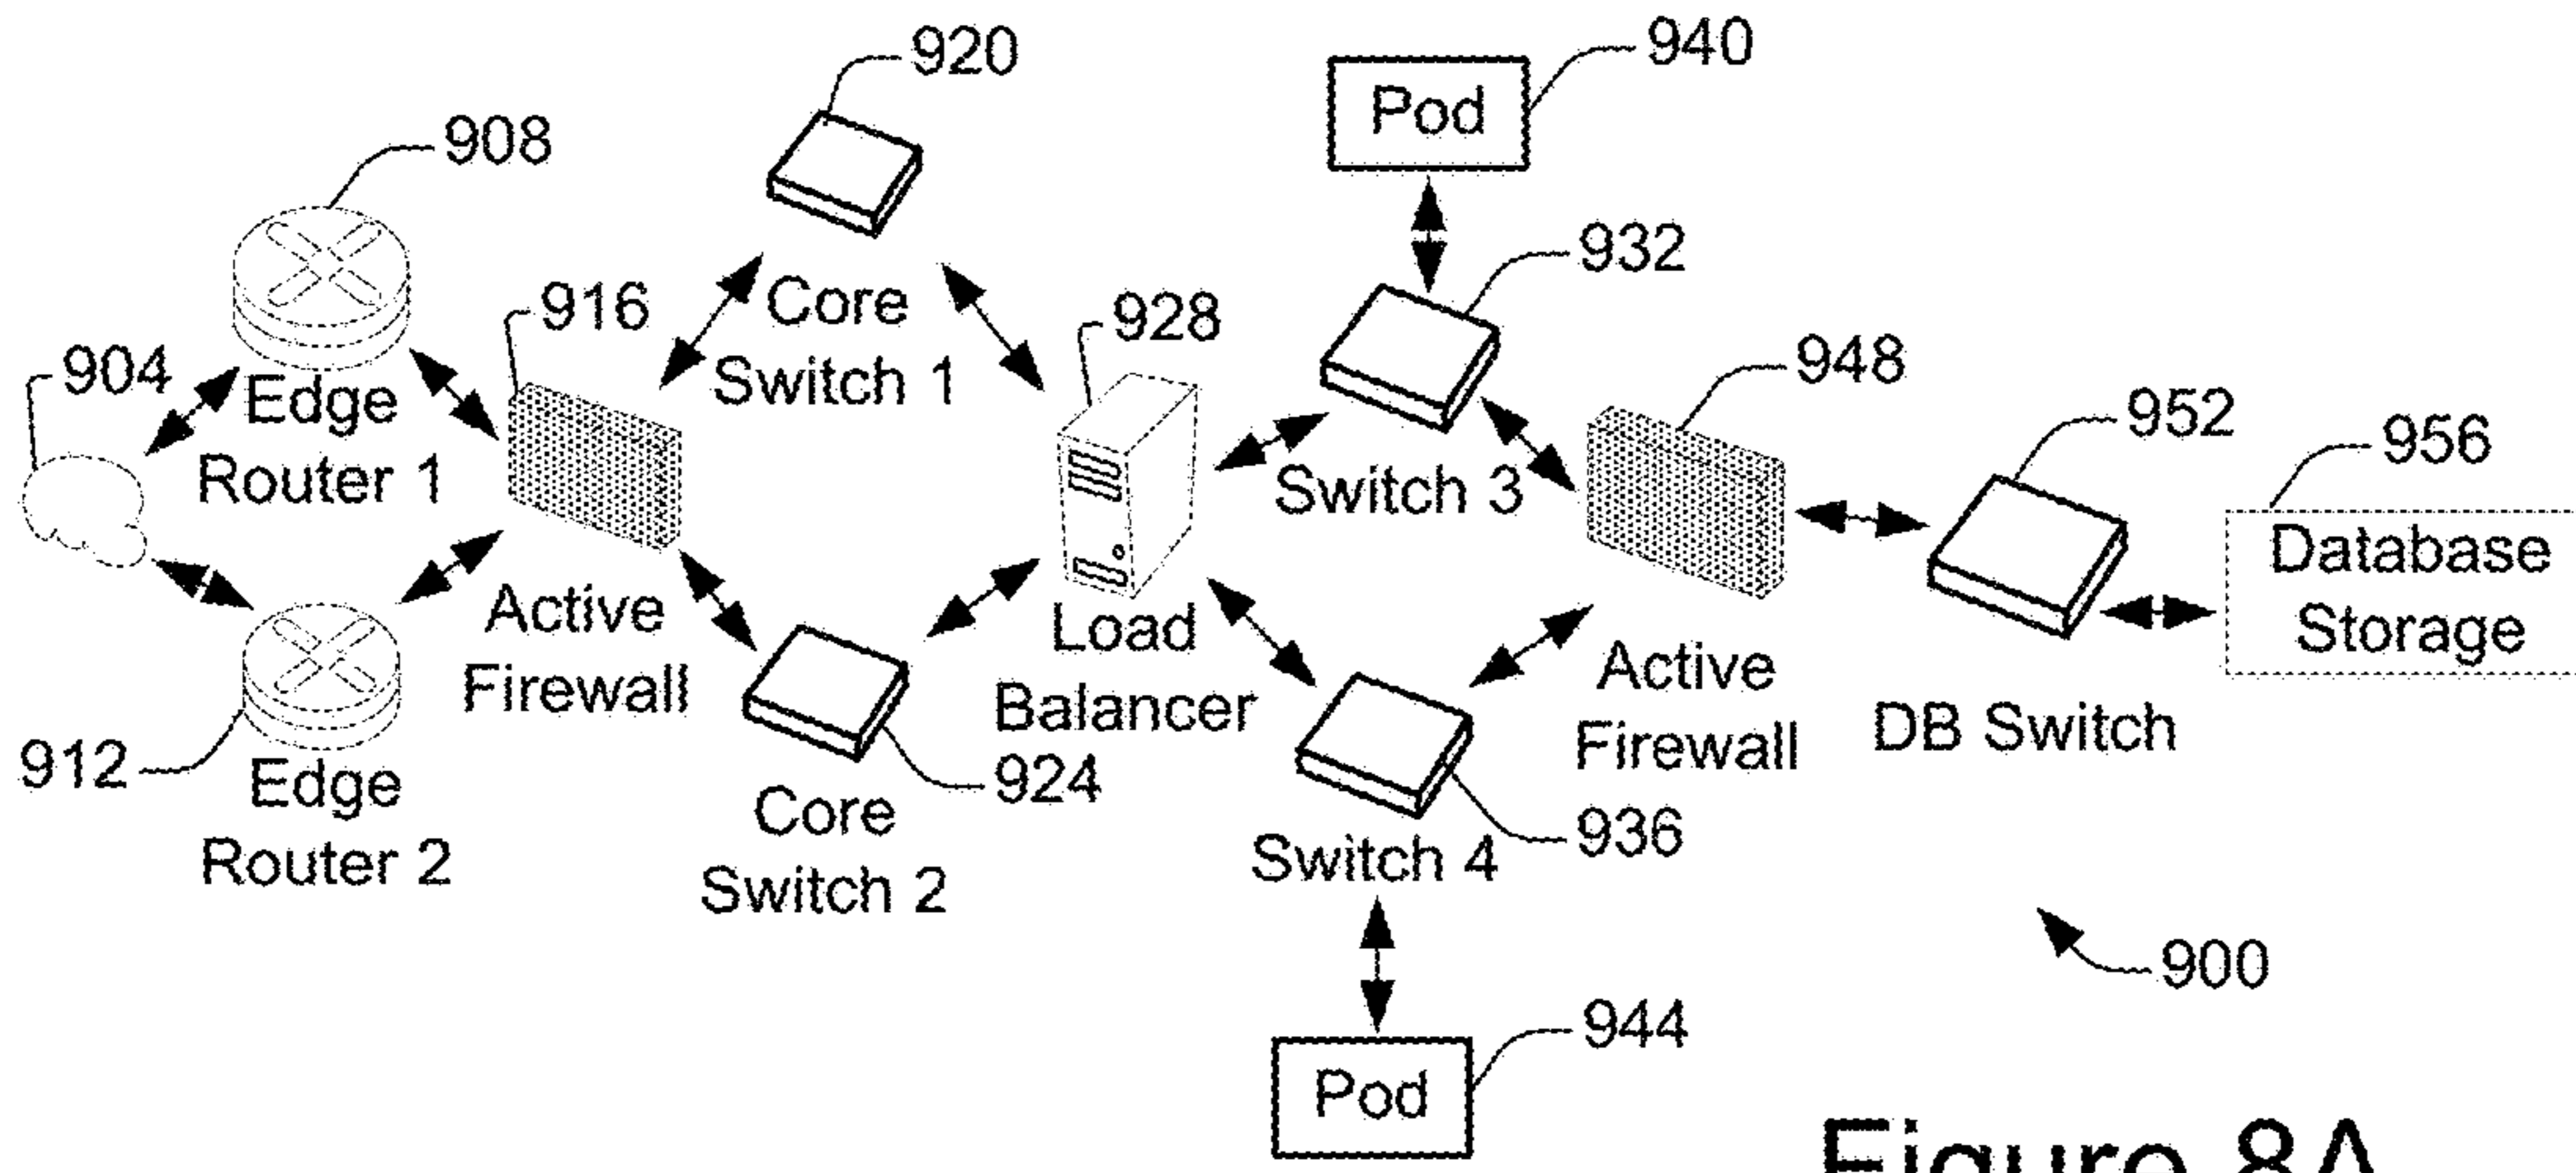 920
940
Pod
908
932
916
Core
Switch 1
928
948
904
Edge
Router 1
952
956
Switch 3
Database
Storage
Active
Firewall
Load
Balancer
Active
Firewall
DB Switch
912
Edge
Router 2
924
Core
Switch 2
936
Switch 4
900
944
Pod
Figure 8A